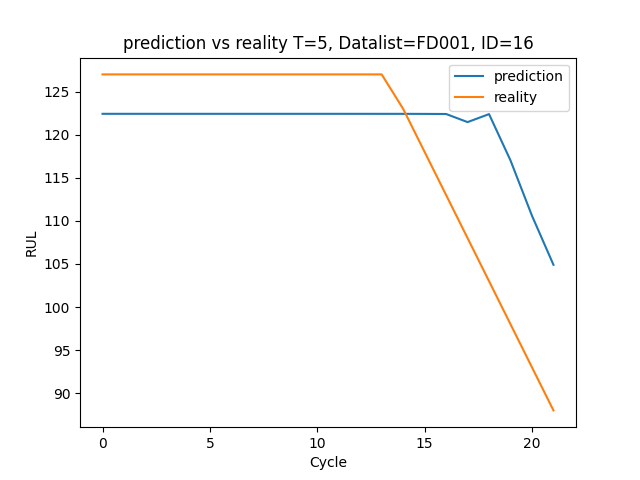 prediction vs reality T=5, Datalist=FD001, ID=16
prediction
reality
125
120
115
110
105
100
95
90
RUL
0 5 10 15 20
Cycle